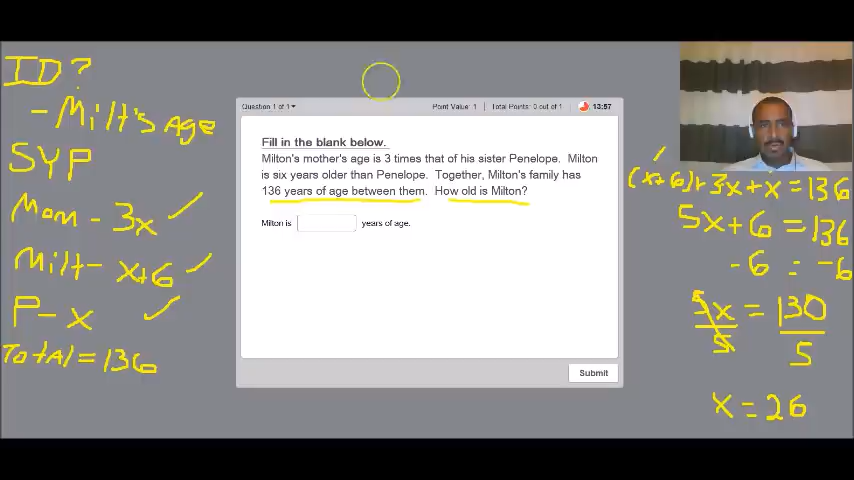 ID?
- Milt's Age
SYP
Mom - 3x
Milt - x+6
P - x
Total = 136
Question 1 of 1
Point Value: 1 | Total Points: 0 out of 1
13:57
Fill in the blank below.
Milton's mother's age is 3 times that of his sister Penelope. Milton
is six years older than Penelope. Together, Milton's family has
136 years of age between them. How old is Milton?
Milton is
years of age.
Submit
(x+6)+3x+x=136
5x+6=136
-6=-6
5x=130
5 5
x=26